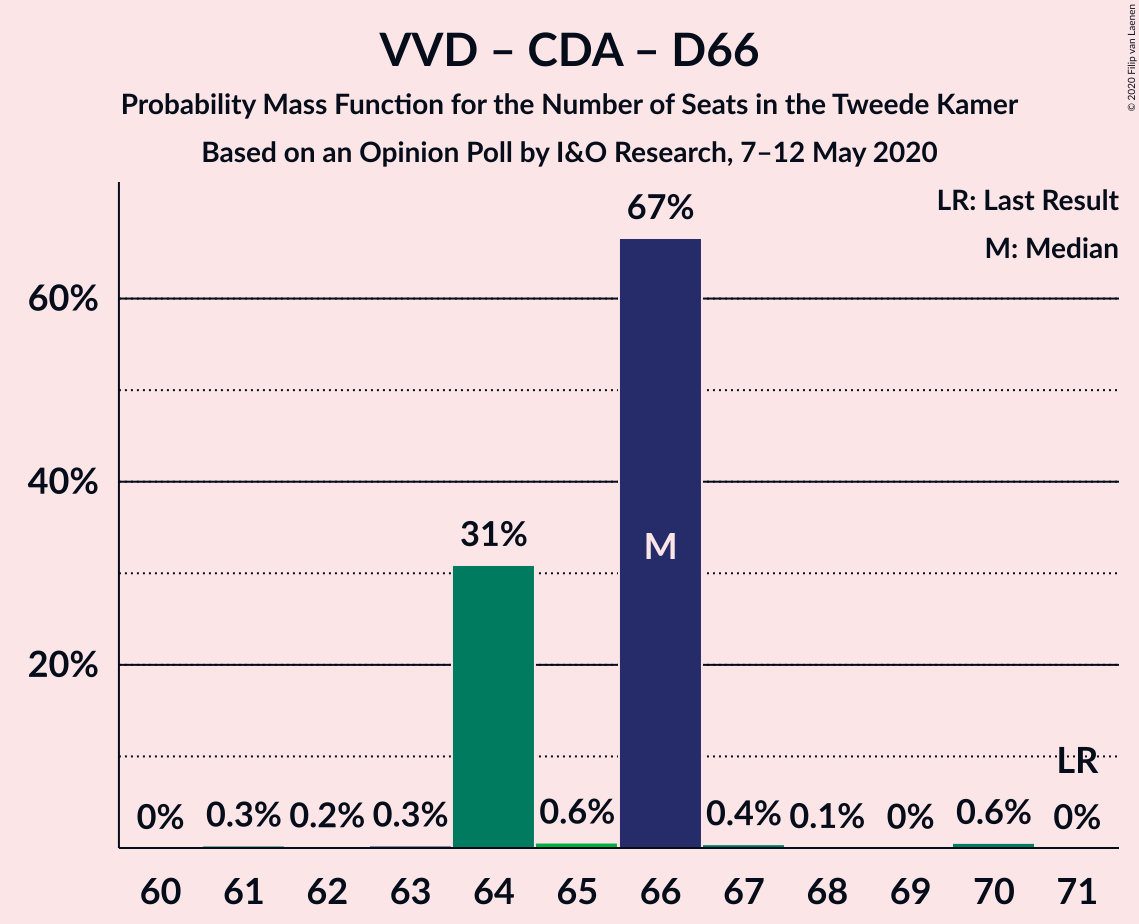 VVD – CDA – D66
Probability Mass Function for the Number of Seats in the Tweede Kamer
Based on an Opinion Poll by I&O Research, 7–12 May 2020
© 2020 Filip van Laenen
LR: Last Result
M: Median
67%
60%
40%
31%
M
20%
LR
0% 0.3% 0.2% 0.3% 0.6% 0.4% 0.1% 0% 0.6% 0%
60 61 62 63 64 65 66 67 68 69 70 71